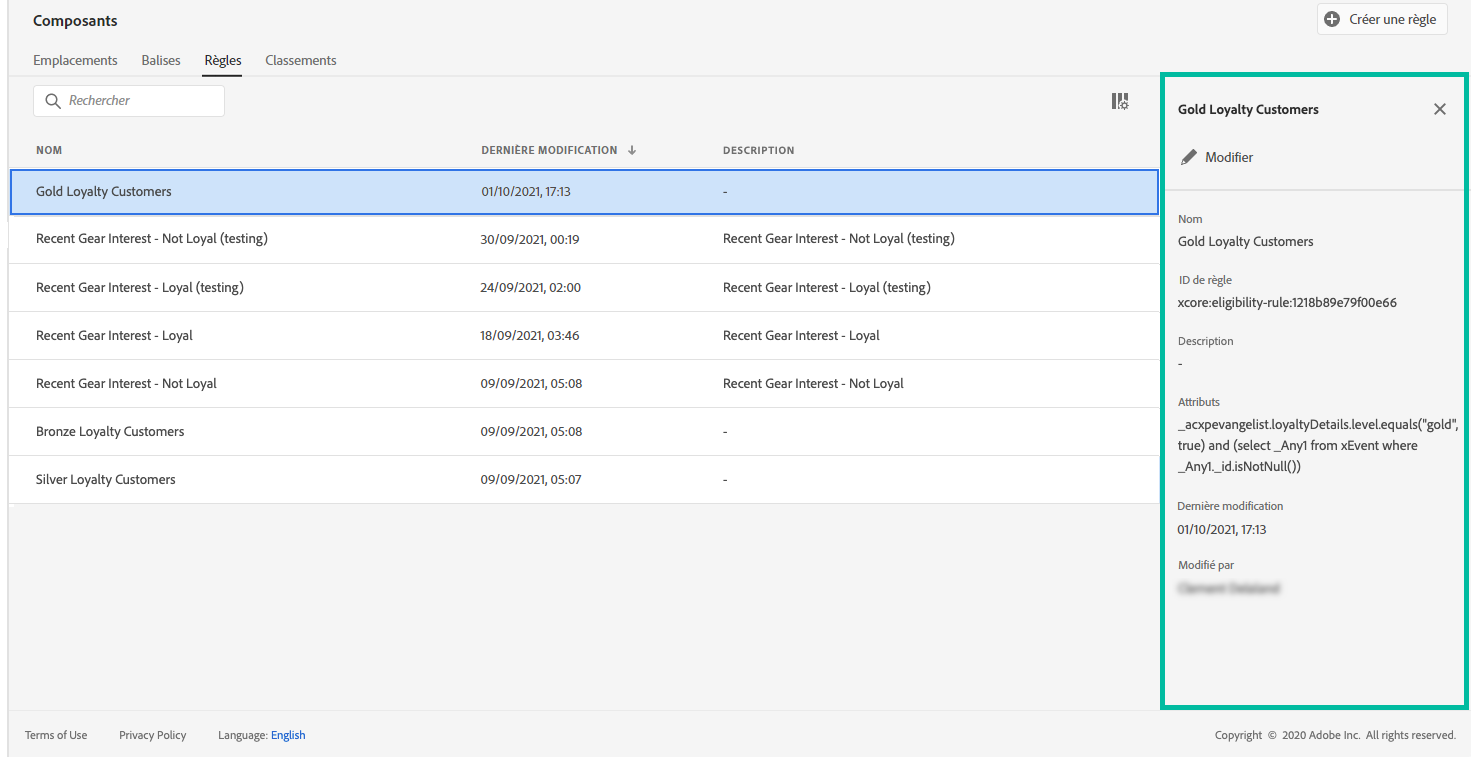 Composants
Créer une règle
Emplacements Balises Règles Classements
Rechercher
NOM DERNIÈRE MODIFICATION DESCRIPTION
Gold Loyalty Customers 01/10/2021, 17:13 -
Recent Gear Interest - Not Loyal (testing) 30/09/2021, 00:19 Recent Gear Interest - Not Loyal (testing)
Recent Gear Interest - Loyal (testing) 24/09/2021, 02:00 Recent Gear Interest - Loyal (testing)
Recent Gear Interest - Loyal 18/09/2021, 03:46 Recent Gear Interest - Loyal
Recent Gear Interest - Not Loyal 09/09/2021, 05:08 Recent Gear Interest - Not Loyal
Bronze Loyalty Customers 09/09/2021, 05:08 -
Silver Loyalty Customers 09/09/2021, 05:07 -
Gold Loyalty Customers
Modifier
Nom
Gold Loyalty Customers
ID de règle
xcore:eligibility-rule:1218b89e79f00e66
Description
-
Attributs
_acxpevangelist.loyaltyDetails.level.equals("gold",
true) and (select _Any1 from xEvent where
_Any1._id.isNotNull())
Dernière modification
01/10/2021, 17:13
Modifié par
Terms of Use Privacy Policy Language: English
Copyright © 2020 Adobe Inc. All rights reserved.